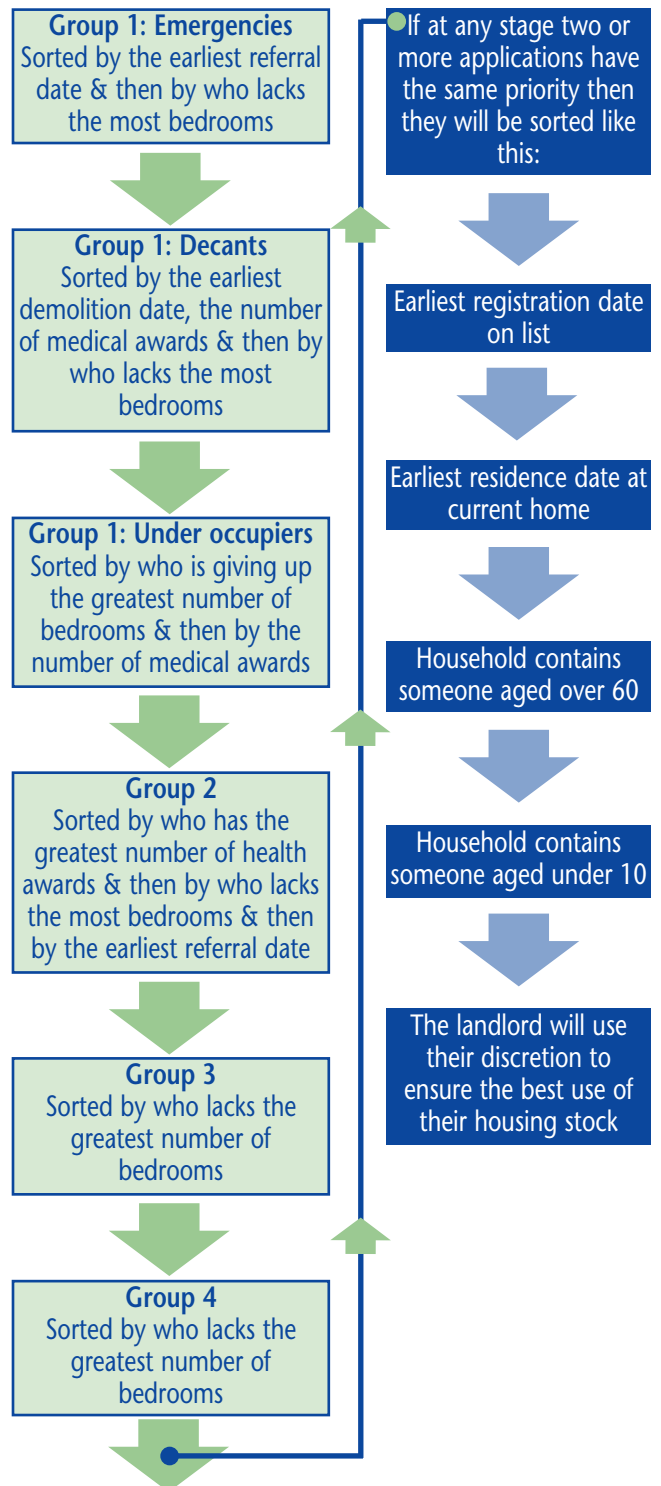 Group 1: Emergencies
Sorted by the earliest referral
date & then by who lacks
the most bedrooms
Group 1: Decants
Sorted by the earliest
demolition date, the number
of medical awards & then by
who lacks the most
bedrooms
Group 1: Under occupiers
Sorted by who is giving up
the greatest number of
bedrooms & then by the
number of medical awards
Group 2
Sorted by who has the
greatest number of health
awards & then by who lacks
the most bedrooms & then
by the earliest referral date
Group 3
Sorted by who lacks the
greatest number of
bedrooms
Group 4
Sorted by who lacks the
greatest number of
bedrooms
If at any stage two or
more applications have
the same priority then
they will be sorted like
this:
Earliest registration date
on list
Earliest residence date at
current home
Household contains
someone aged over 60
Household contains
someone aged under 10
The landlord will use
their discretion to
ensure the best use of
their housing stock